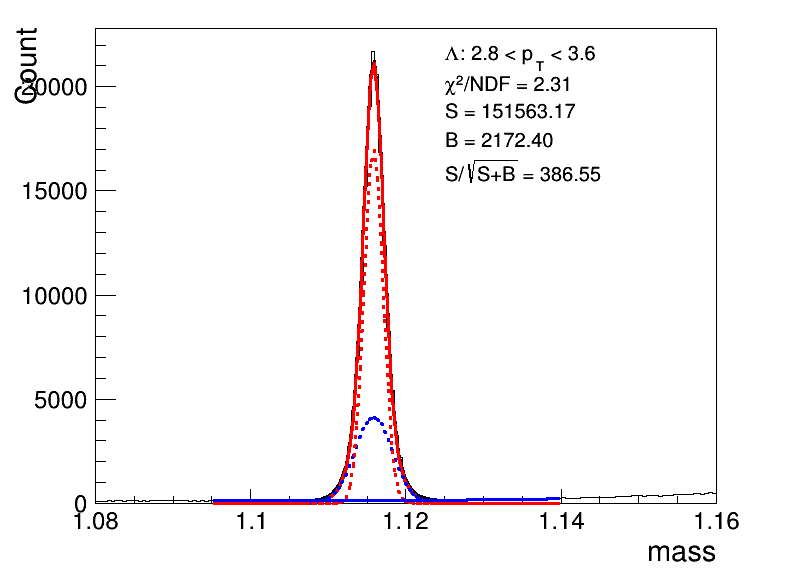 Count
Λ: 2.8 < pT < 3.6
χ²/NDF = 2.31
S = 151563.17
B = 2172.40
S/√S+B = 386.55
20000
15000
10000
5000
0
1.08 1.1 1.12 1.14 1.16
mass